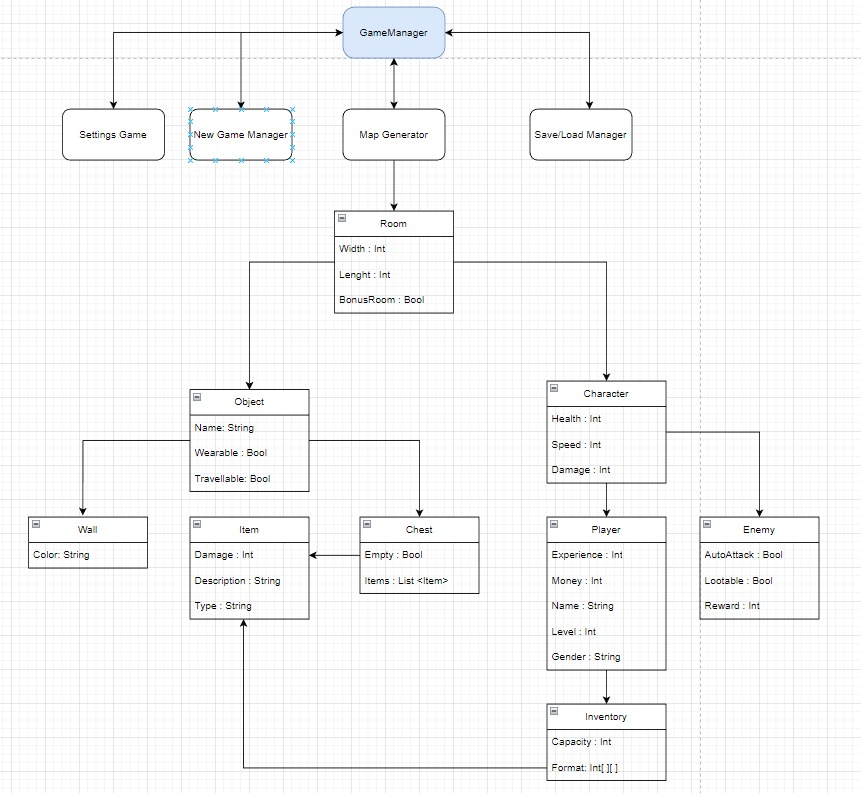 GameManager
Settings Game
New Game Manager
Map Generator
Save/Load Manager
Room
Width : Int
Lenght : Int
BonusRoom : Bool
Object
Name: String
Wearable : Bool
Travellable: Bool
Character
Health : Int
Speed : Int
Damage : Int
Wall
Color: String
Item
Damage : Int
Description : String
Type : String
Chest
Empty : Bool
Items : List <Item>
Player
Experience : Int
Money : Int
Name : String
Level : Int
Gender : String
Enemy
AutoAttack : Bool
Lootable : Bool
Reward : Int
Inventory
Capacity : Int
Format: Int[ ][ ]